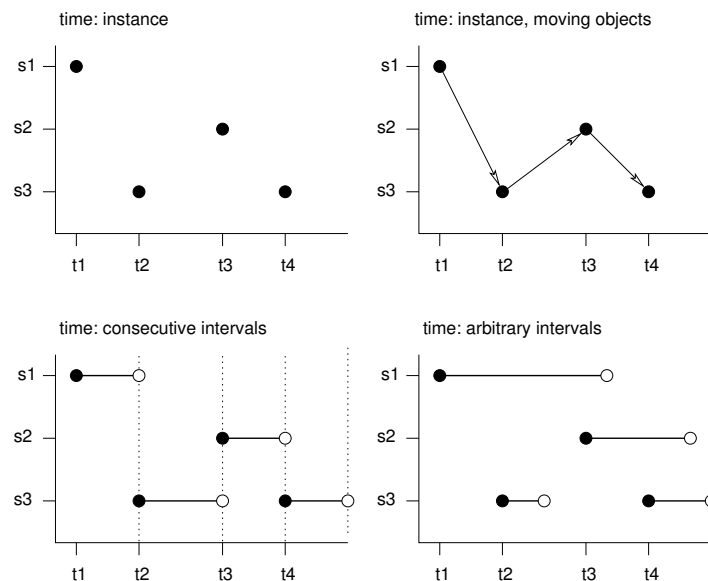 time: instance
s1
s2
s3
t1 t2 t3 t4
time: instance, moving objects
s1
s2
s3
t1 t2 t3 t4
time: consecutive intervals
s1
s2
s3
t1 t2 t3 t4
time: arbitrary intervals
s1
s2
s3
t1 t2 t3 t4